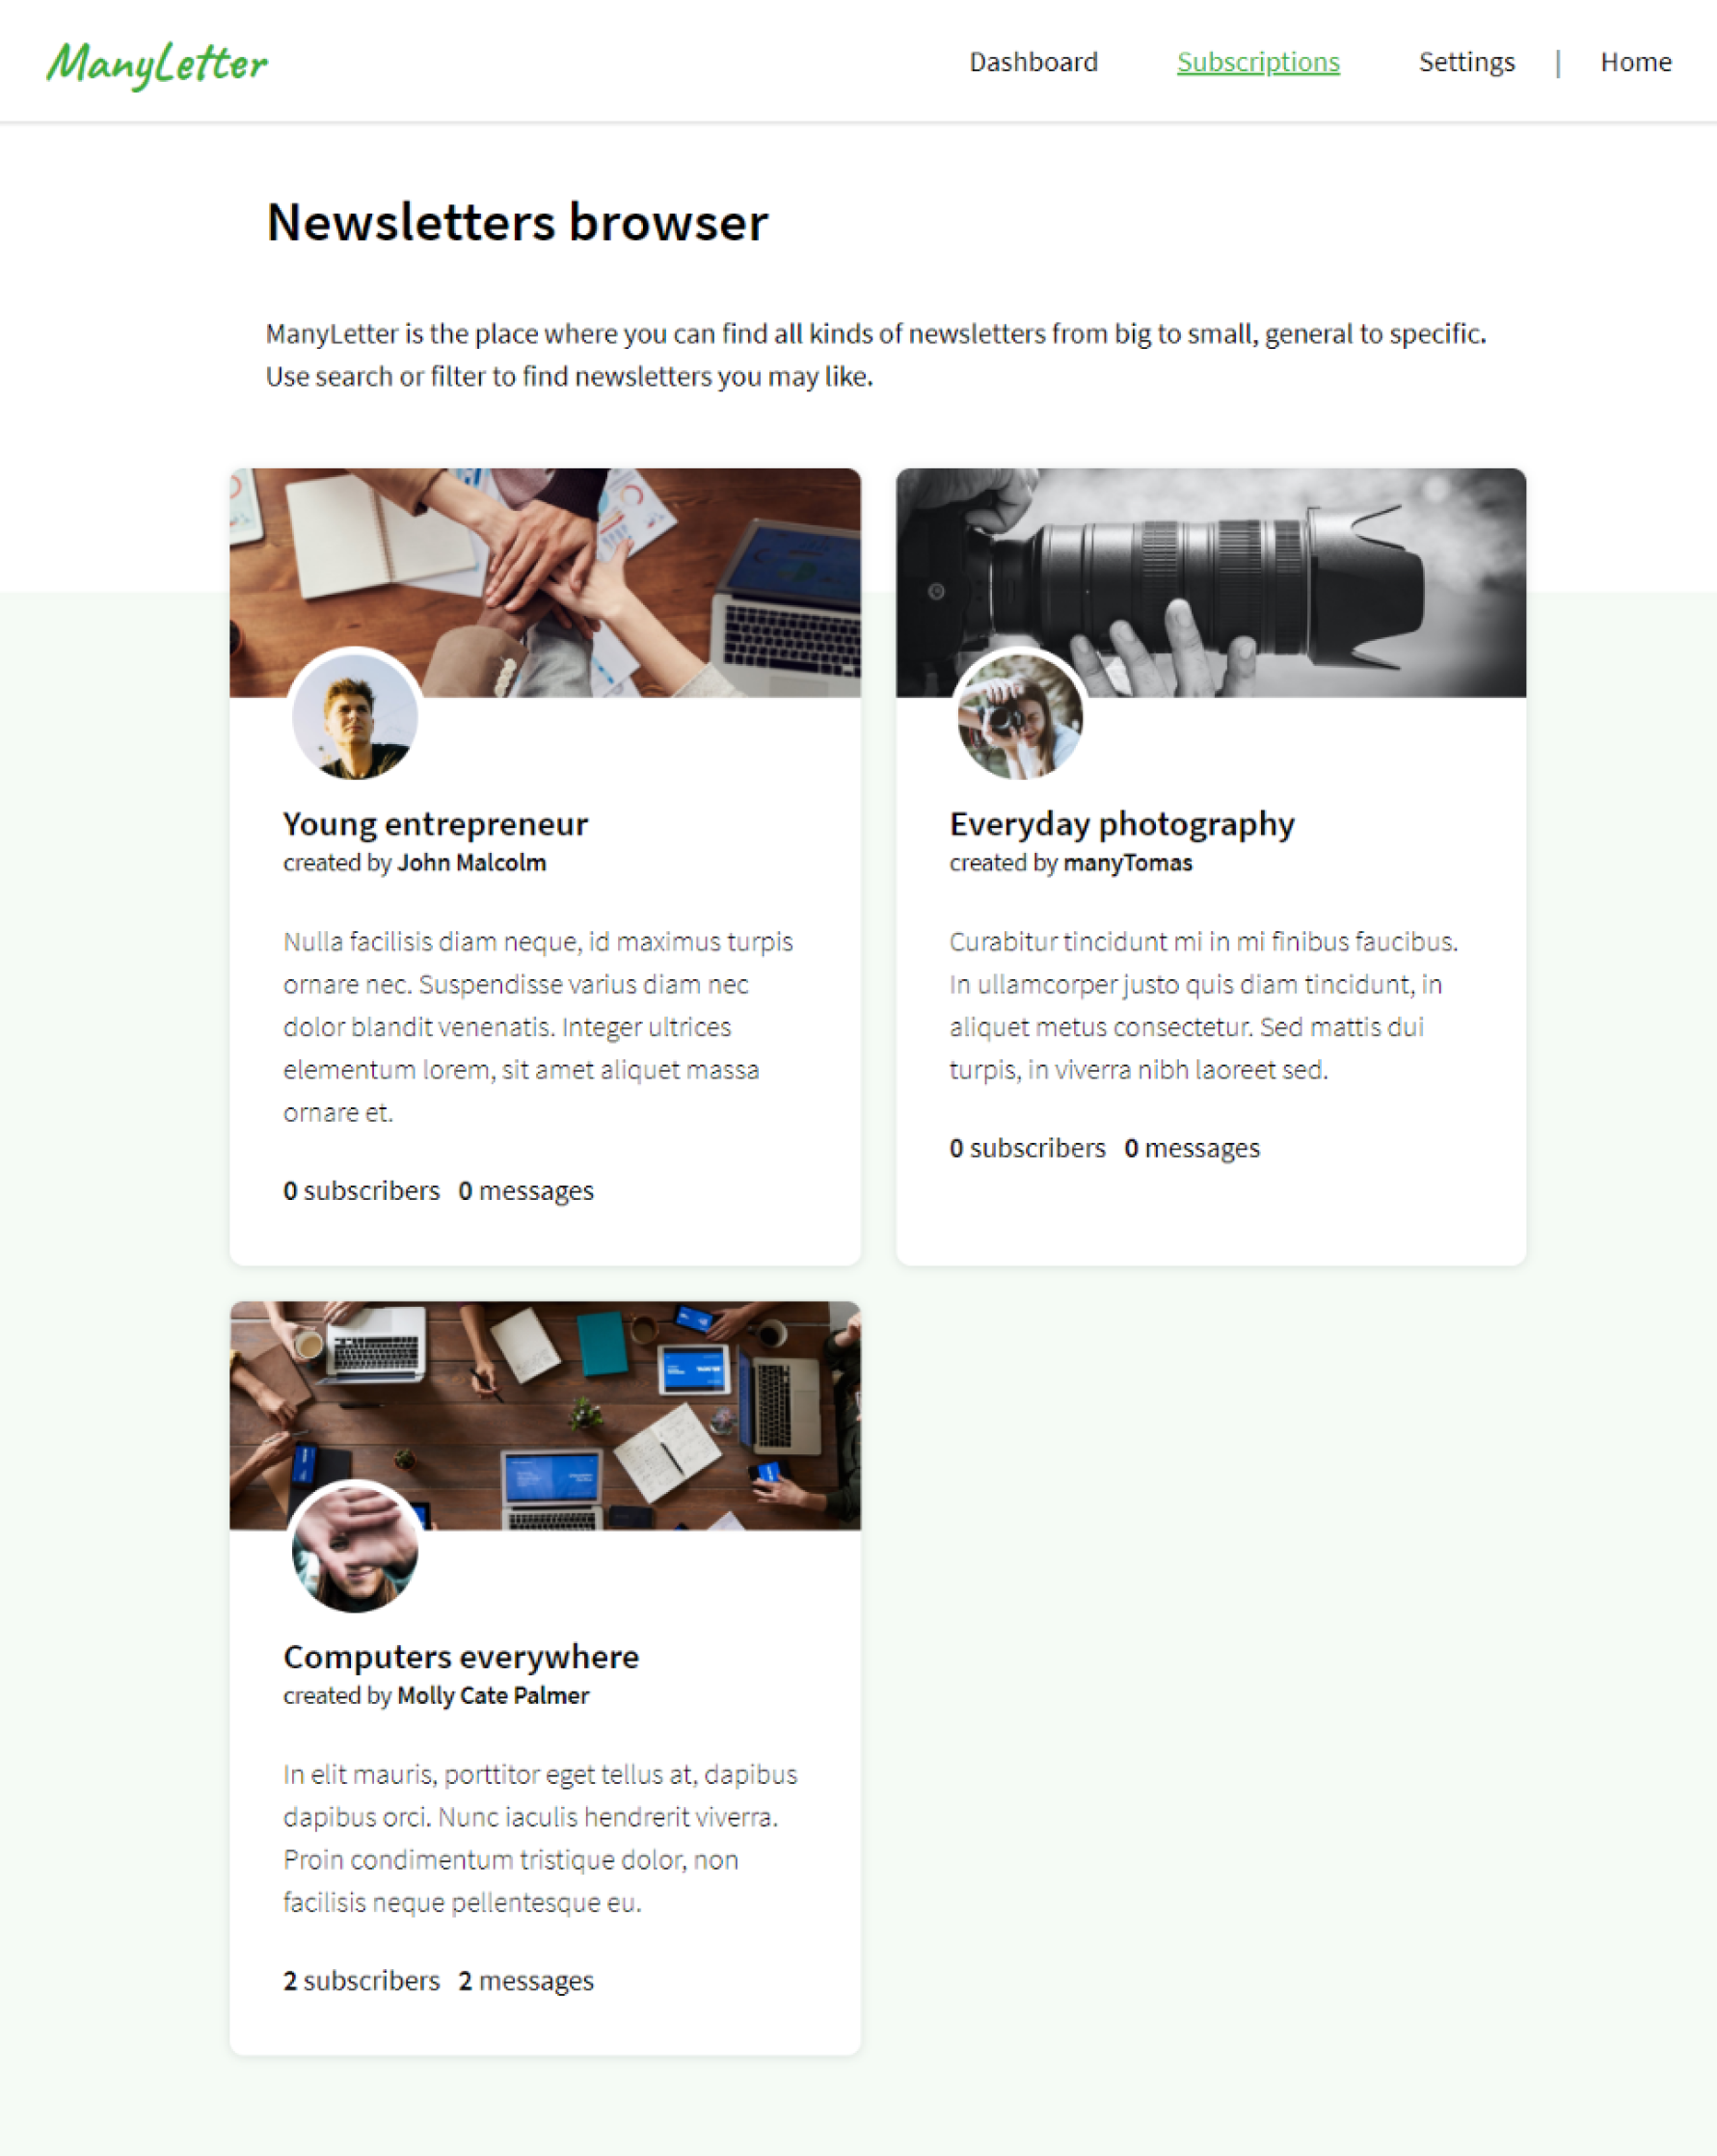 ManyLetter
Dashboard Subscriptions Settings | Home
Newsletters browser
ManyLetter is the place where you can find all kinds of newsletters from big to small, general to specific.
Use search or filter to find newsletters you may like.
Young entrepreneur
created by John Malcolm
Nulla facilisis diam neque, id maximus turpis
ornare nec. Suspendisse varius diam nec
dolor blandit venenatis. Integer ultrices
elementum lorem, sit amet aliquet massa
ornare et.
0 subscribers 0 messages
Everyday photography
created by manyTomas
Curabitur tincidunt mi in mi finibus faucibus.
In ullamcorper justo quis diam tincidunt, in
aliquet metus consectetur. Sed mattis dui
turpis, in viverra nibh laoreet sed.
0 subscribers 0 messages
Computers everywhere
created by Molly Cate Palmer
In elit mauris, porttitor eget tellus at, dapibus
dapibus orci. Nunc iaculis hendrerit viverra.
Proin condimentum tristique dolor, non
facilisis neque pellentesque eu.
2 subscribers 2 messages